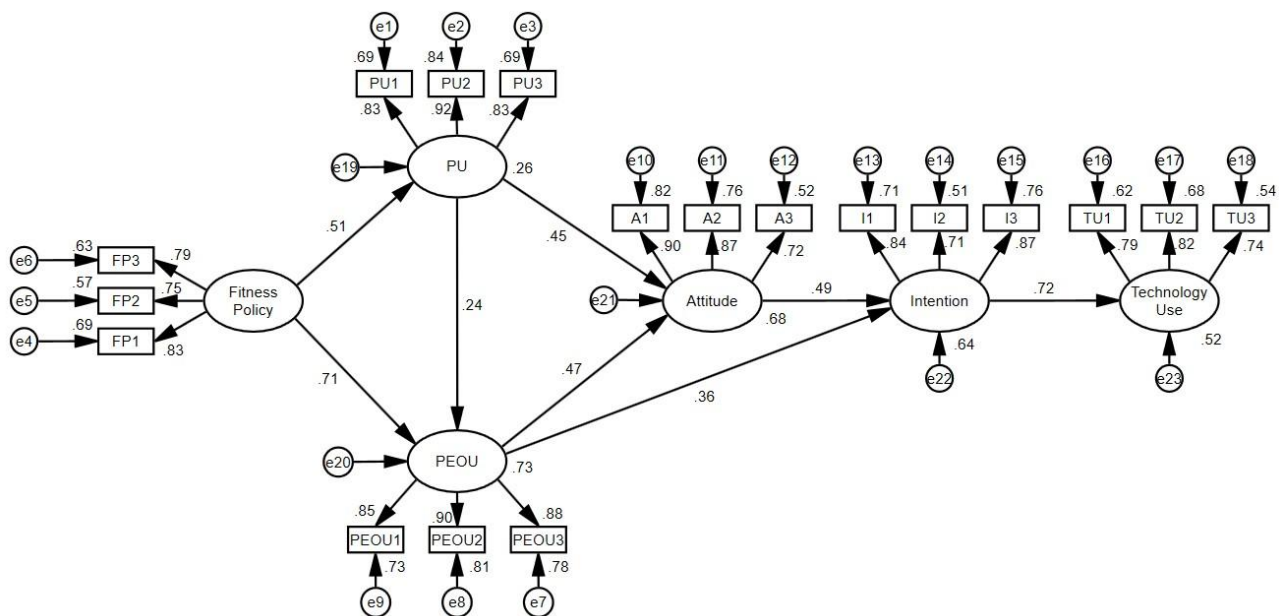 e1 e2 e3
.69 .84 .69
PU1 PU2 PU3
.83 .92 .83
e19 PU .26
e10 e11 e12 e13 e14 e15 e16 e17 e18
.82 .76 .52 .71 .51 .76 .62 .68 .54
A1 A2 A3 I1 I2 I3 TU1 TU2 TU3
.90 .87 .72 .84 .71 .87 .79 .82 .74
.51 .45
e6 .63 FP3 .79
e5 .57 FP2 .75
e4 .69 FP1 .83
Fitness
Policy
.24
e21 Attitude .49 Intention .72 Technology
Use
.68 .64 .52
e22 e23
.71 .47 .36
e20 PEOU .73
.85 .90 .88
PEOU1 PEOU2 PEOU3
.73 .81 .78
e9 e8 e7